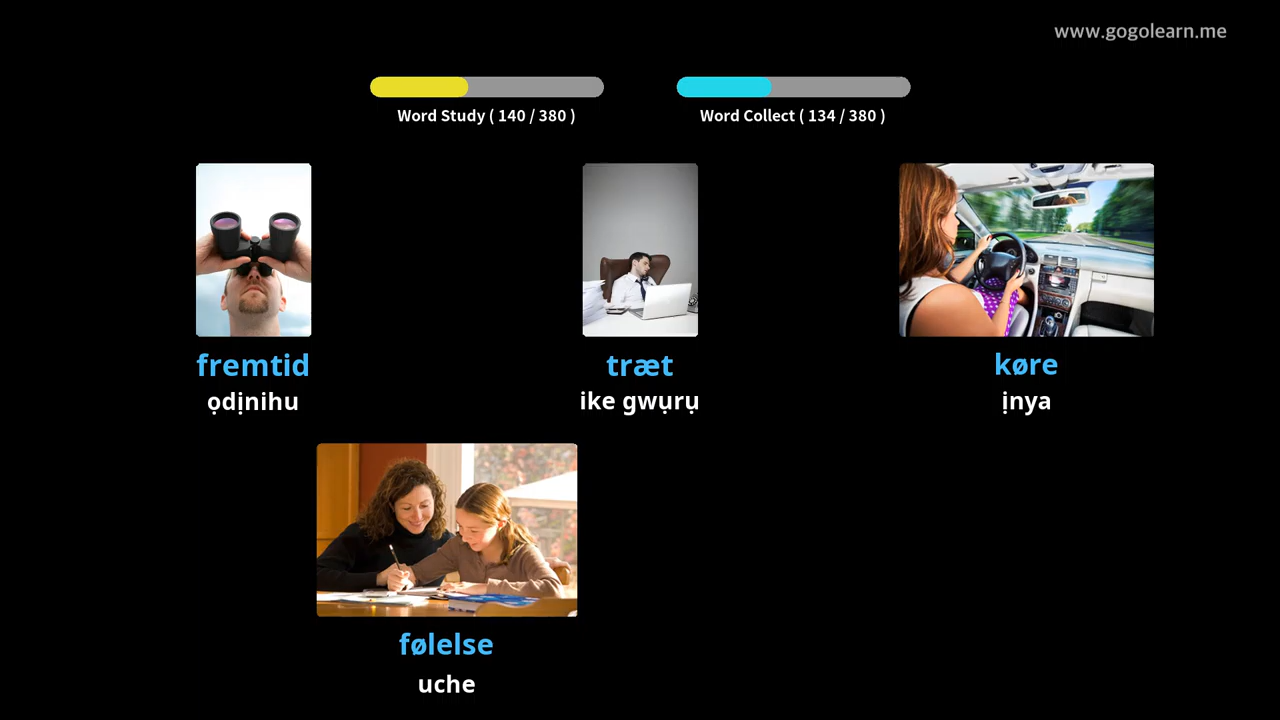 www.gogolearn.me
Word Study ( 140 / 380 )
Word Collect ( 134 / 380 )
fremtid
ọdịnihu
træt
ike gwụrụ
køre
ịnya
følelse
uche